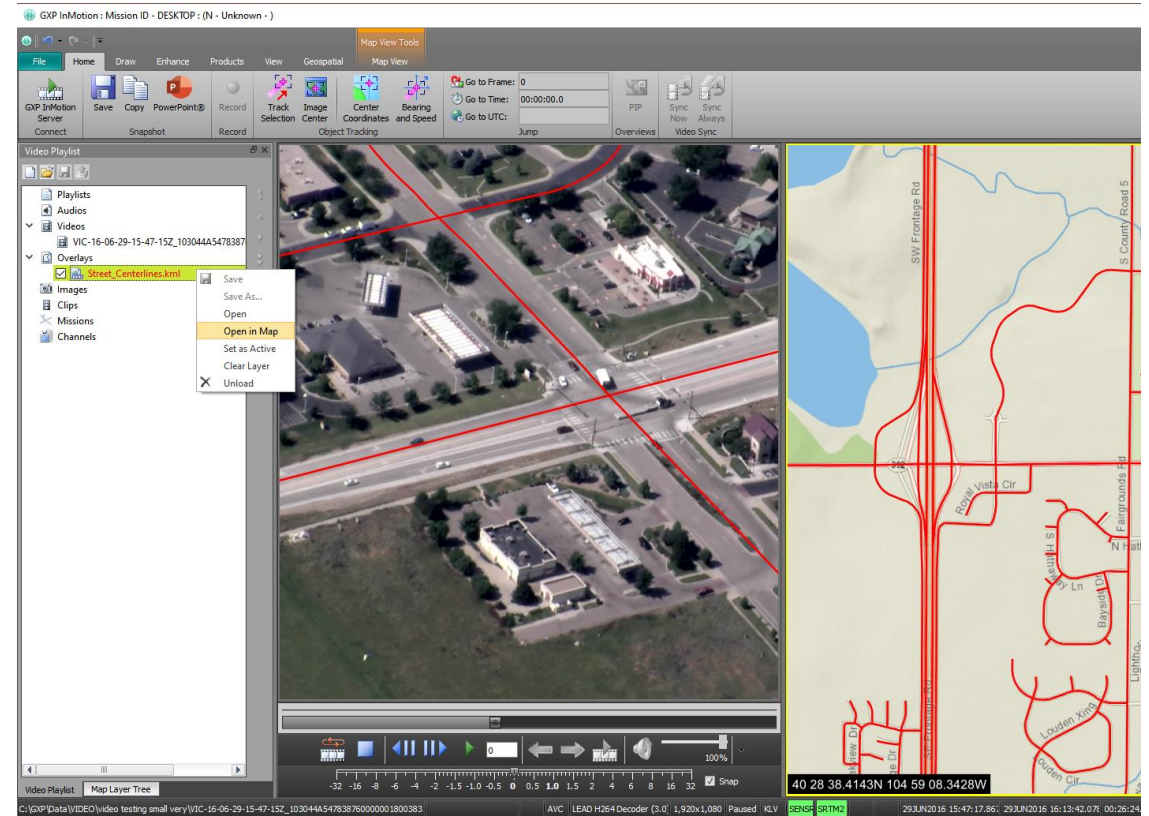 GXP InMotion : Mission ID - DESKTOP : (N - Unknown - )
Map View Tools
File Home Draw Enhance Products View Geospatial Map View
GXP InMotion Server
Save Copy PowerPoint®
Record
Track Selection
Image Center
Center Coordinates
Bearing and Speed
Go to Frame: 0
Go to Time: 00:00:00.0
Go to UTC:
PIP
Sync Now
Sync Always
Connect Snapshot Record Object Tracking Jump Overviews Video Sync
Video Playlist
Playlists
Audios
Videos
VIC-16-06-29-15-47-15Z_103044A5478387
Overlays
Street_Centerlines.kml
Images
Clips
Missions
Channels
Save
Save As...
Open
Open in Map
Set as Active
Clear Layer
Unload
SW Frontage Rd
S County Road 5
392
Royal Vista Cir
Fairgrounds Rd
S Hathaway Ln
N Hat
Bayside Dr
Lightho
Louden Xing
Louden Cir
SE Frontage Rd
40 28 38.4143N 104 59 08.3428W
0
100%
-32 -16 -8 -6 -4 -2 -1.5 -1.0 -0.5 0 0.5 1.0 1.5 2 4 6 8 16 32
Snap
Video Playlist Map Layer Tree
C:\GXP\Data\VIDEO\video testing small very\VIC-16-06-29-15-47-15Z_103044A54783876000001800383
AVC LEAD H264 Decoder (3.0) 1,920x1,080 Paused KLV SENSR SRTM2 29JUN2016 15:47:17.867 29JUN2016 16:13:42.078 00:26:24.